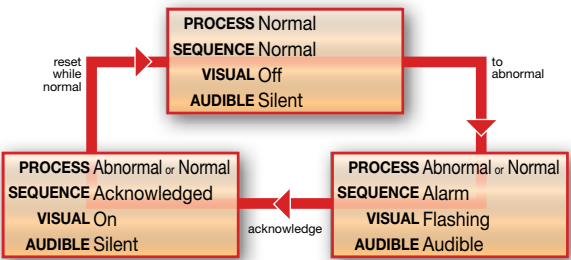 PROCESS Normal
SEQUENCE Normal
VISUAL Off
AUDIBLE Silent
reset
while
normal
to
abnormal
PROCESS Abnormal or Normal
SEQUENCE Acknowledged
VISUAL On
AUDIBLE Silent
acknowledge
PROCESS Abnormal or Normal
SEQUENCE Alarm
VISUAL Flashing
AUDIBLE Audible